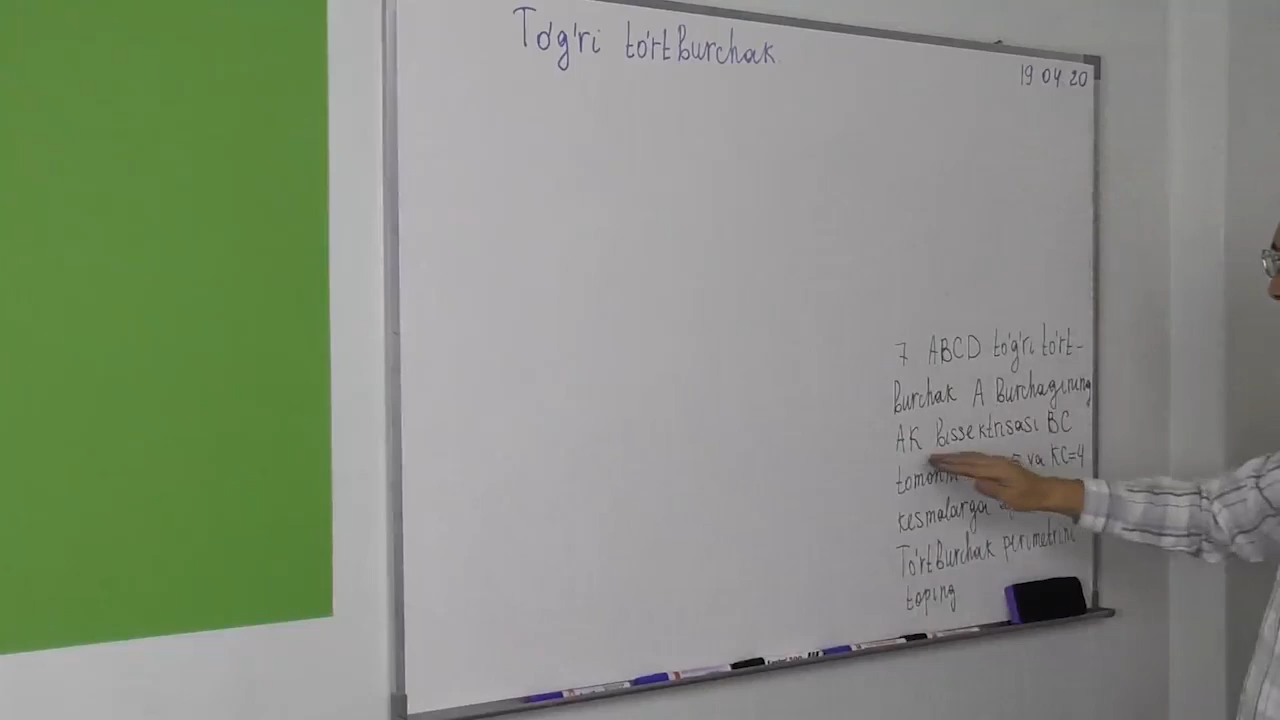 To'g'ri to'rtburchak
19 04 20
7 ABCD to'g'ri to'rt-
burchak A burchagining
AK bissektrisasi BC
va KC=4
kesmalarga
To'rtburchak perimetrini
toping